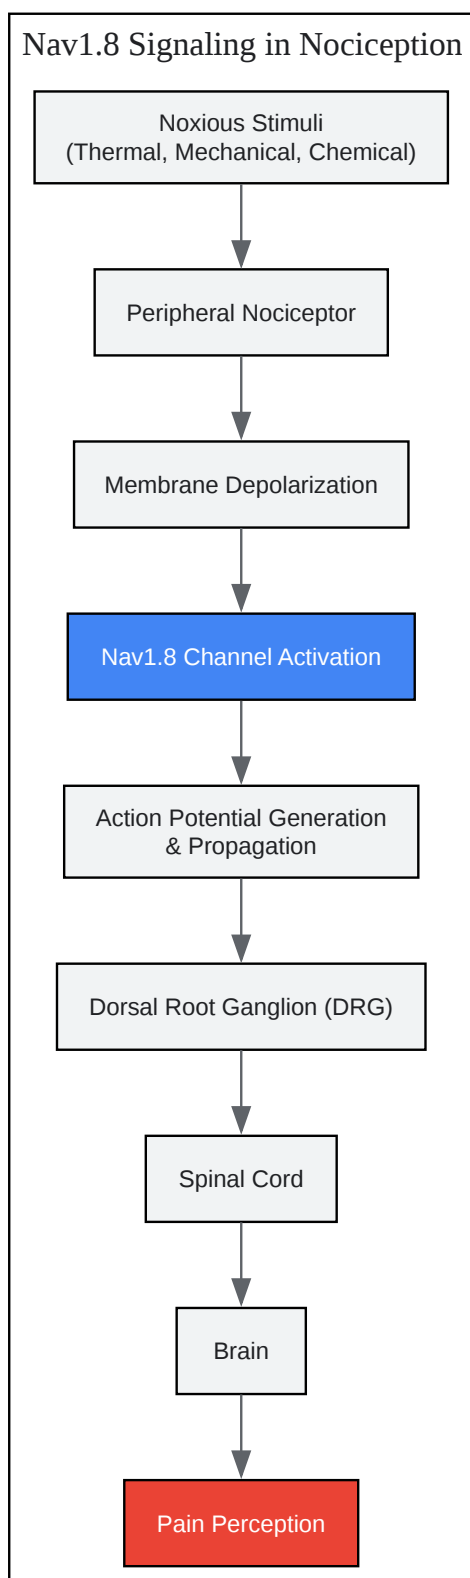 Nav1.8 Signaling in Nociception
Noxious Stimuli
(Thermal, Mechanical, Chemical)
Peripheral Nociceptor
Membrane Depolarization
Nav1.8 Channel Activation
Action Potential Generation
& Propagation
Dorsal Root Ganglion (DRG)
Spinal Cord
Brain
Pain Perception